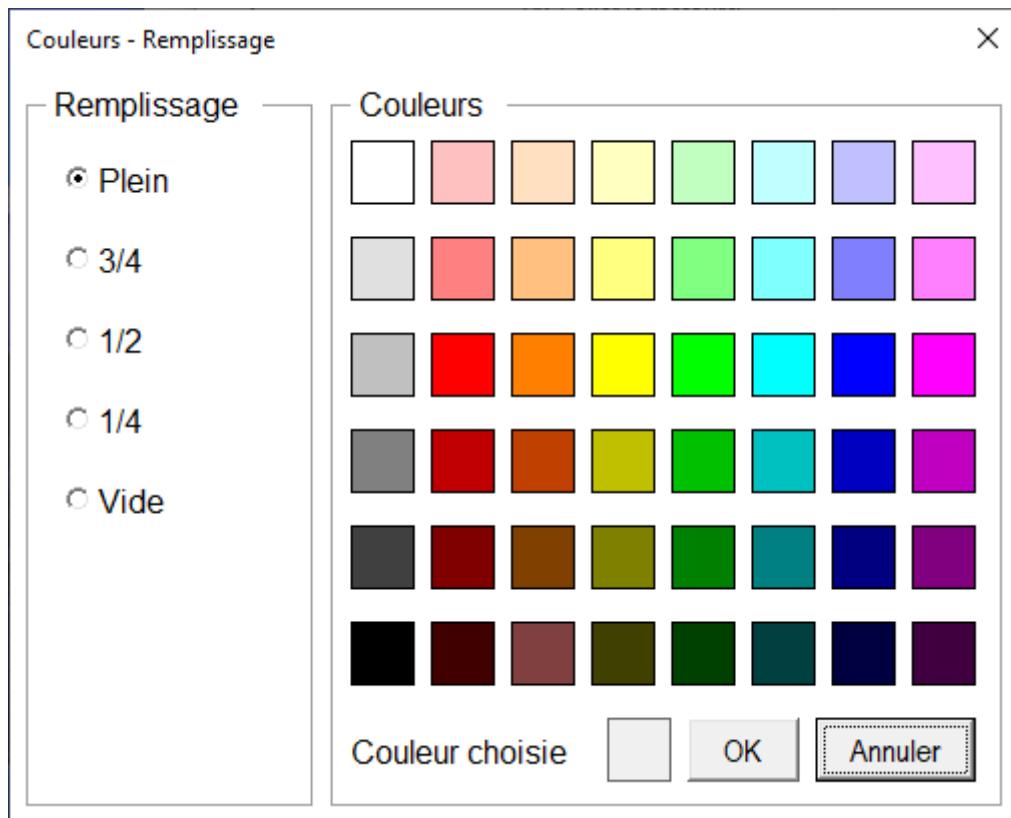 Couleurs - Remplissage
Remplissage
Plein
3/4
1/2
1/4
Vide
Couleurs
Couleur choisie
OK
Annuler